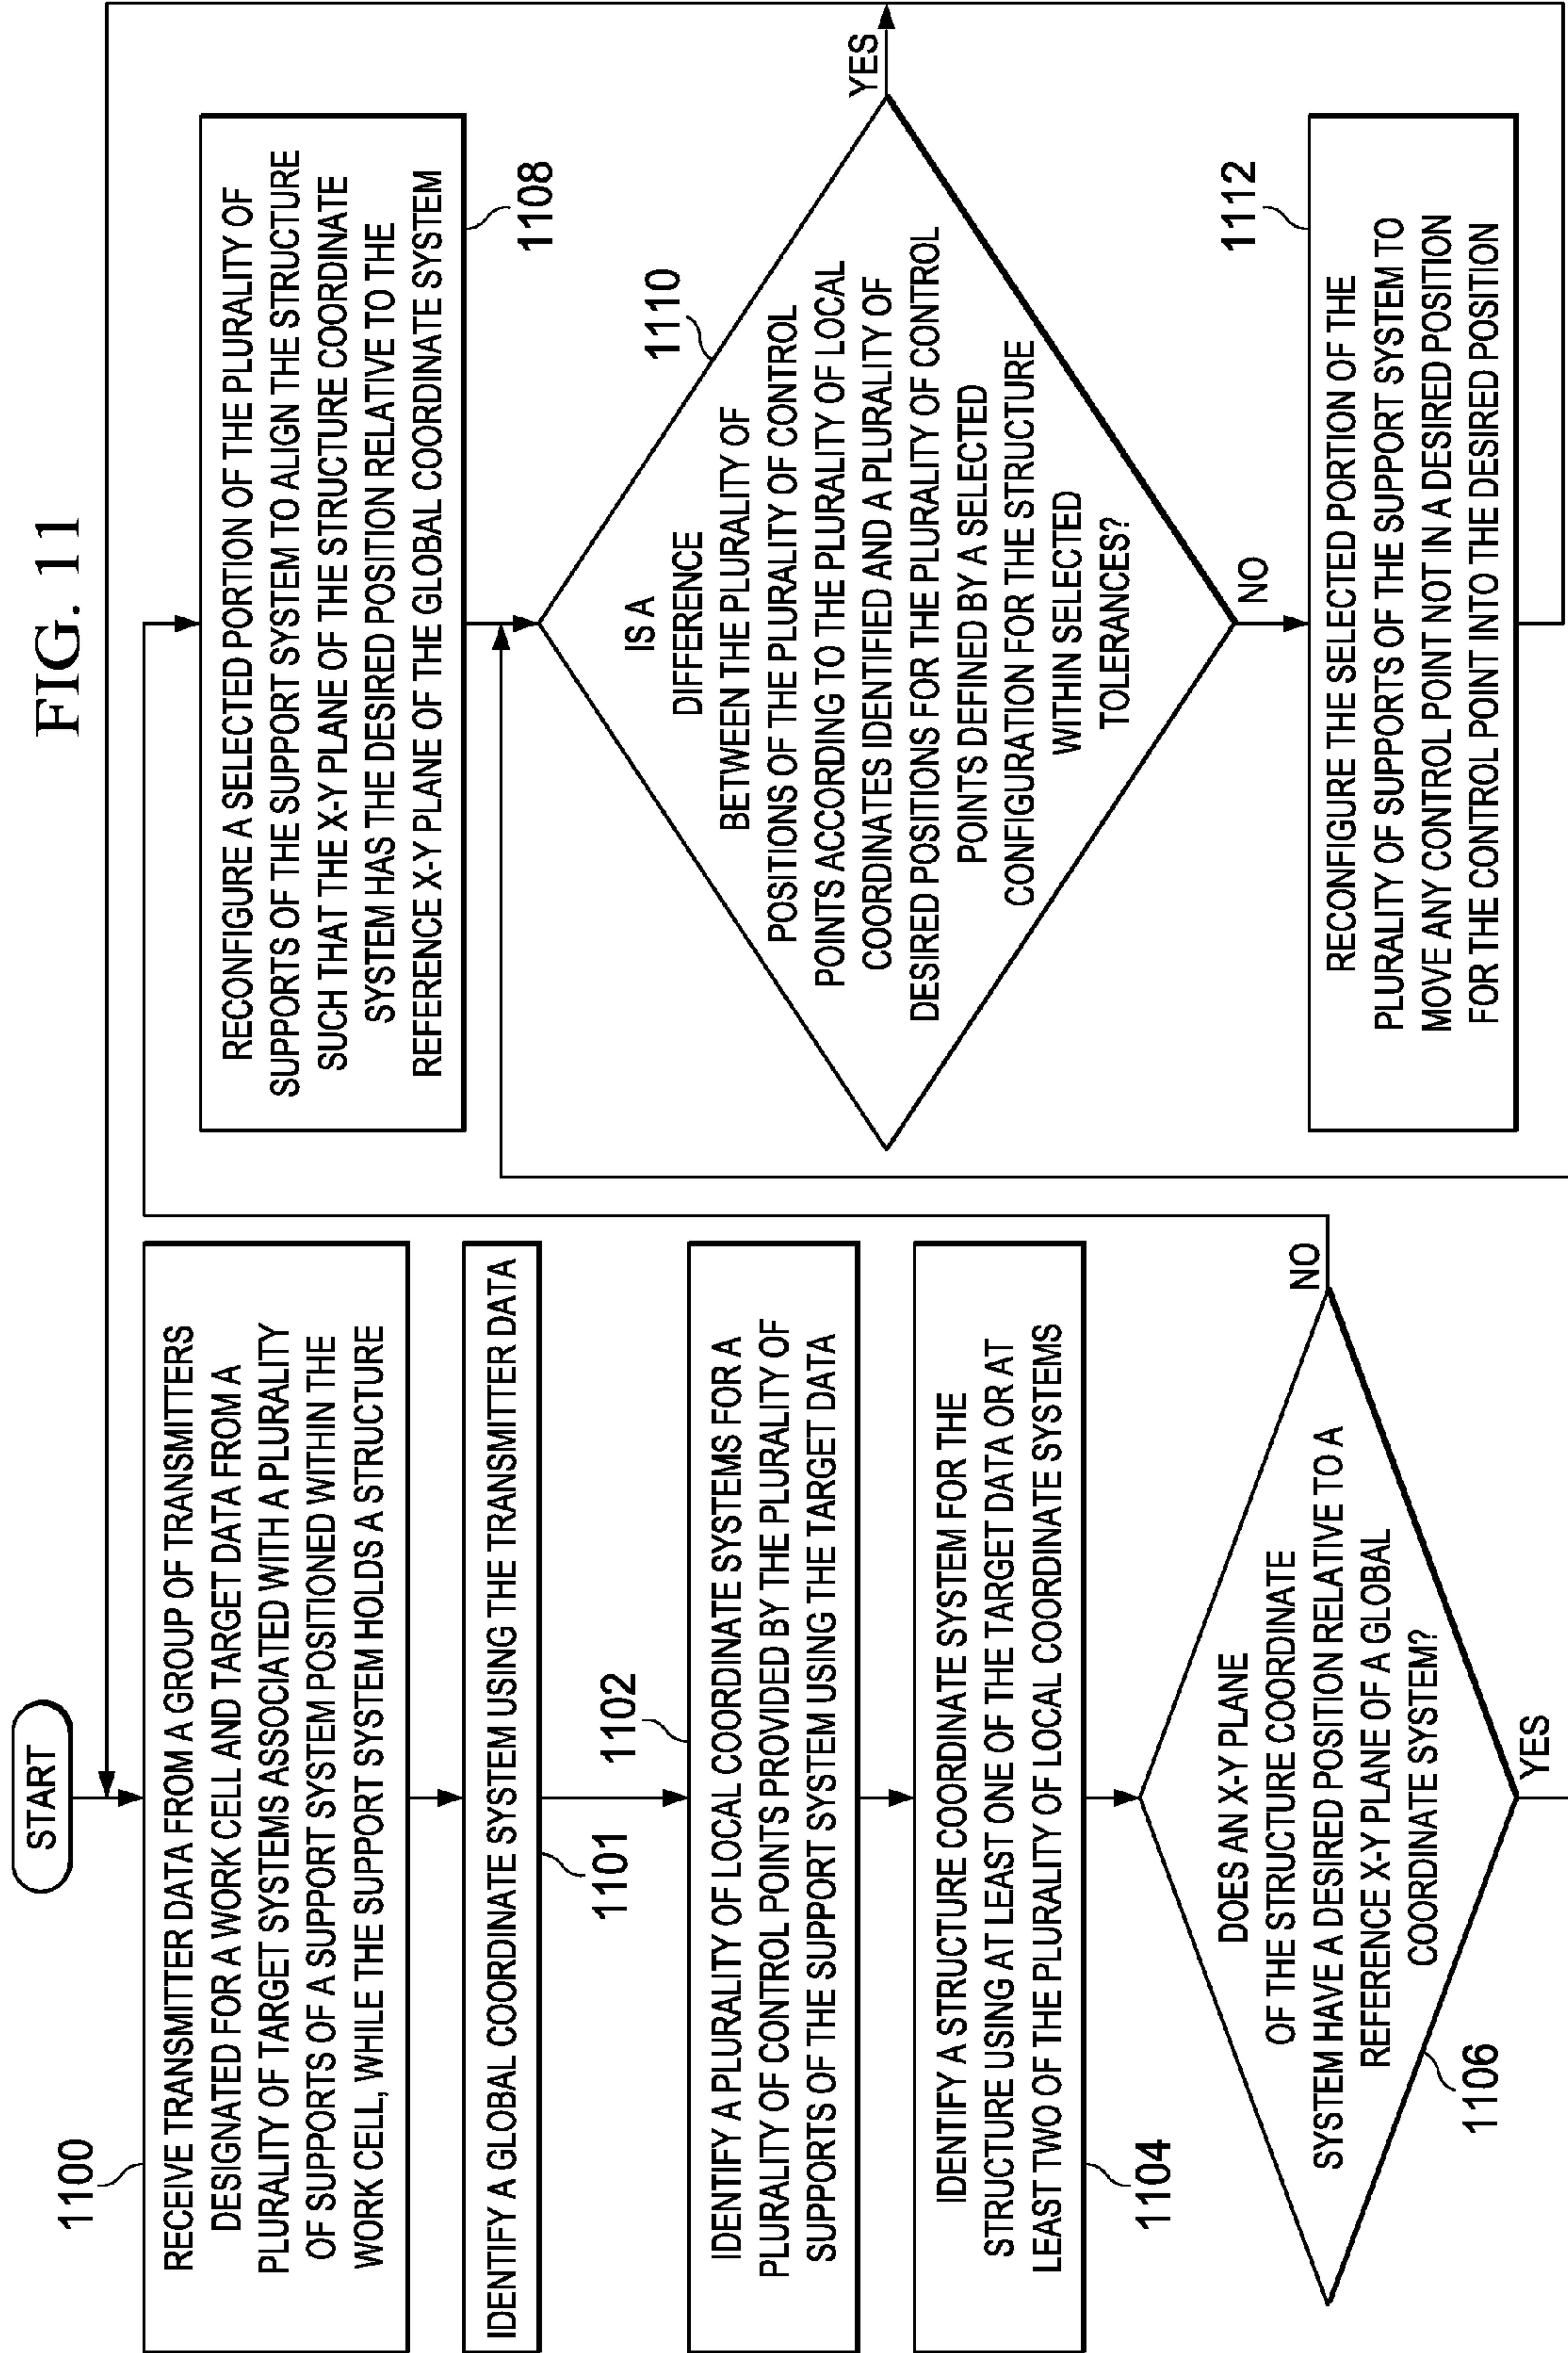 FIG. 11
START
1100
RECEIVE TRANSMITTER DATA FROM A GROUP OF TRANSMITTERS
DESIGNATED FOR A WORK CELL AND TARGET DATA FROM A
PLURALITY OF TARGET SYSTEMS ASSOCIATED WITH A PLURALITY
OF SUPPORTS OF A SUPPORT SYSTEM POSITIONED WITHIN THE
WORK CELL, WHILE THE SUPPORT SYSTEM HOLDS A STRUCTURE
IDENTIFY A GLOBAL COORDINATE SYSTEM USING THE TRANSMITTER DATA
1101
1102
IDENTIFY A PLURALITY OF LOCAL COORDINATE SYSTEMS FOR A
PLURALITY OF CONTROL POINTS PROVIDED BY THE PLURALITY OF
SUPPORTS OF THE SUPPORT SYSTEM USING THE TARGET DATA
IDENTIFY A STRUCTURE COORDINATE SYSTEM FOR THE
STRUCTURE USING AT LEAST ONE OF THE TARGET DATA OR AT
LEAST TWO OF THE PLURALITY OF LOCAL COORDINATE SYSTEMS
1104
DOES AN X-Y PLANE
OF THE STRUCTURE COORDINATE
SYSTEM HAVE A DESIRED POSITION RELATIVE TO A
REFERENCE X-Y PLANE OF A GLOBAL
COORDINATE SYSTEM?
1106
NO
YES
RECONFIGURE A SELECTED PORTION OF THE PLURALITY OF
SUPPORTS OF THE SUPPORT SYSTEM TO ALIGN THE STRUCTURE
SUCH THAT THE X-Y PLANE OF THE STRUCTURE COORDINATE
SYSTEM HAS THE DESIRED POSITION RELATIVE TO THE
REFERENCE X-Y PLANE OF THE GLOBAL COORDINATE SYSTEM
1108
1110
IS A
DIFFERENCE
BETWEEN THE PLURALITY OF
POSITIONS OF THE PLURALITY OF CONTROL
POINTS ACCORDING TO THE PLURALITY OF LOCAL
COORDINATES IDENTIFIED AND A PLURALITY OF
DESIRED POSITIONS FOR THE PLURALITY OF CONTROL
POINTS DEFINED BY A SELECTED
CONFIGURATION FOR THE STRUCTURE
WITHIN SELECTED
TOLERANCES?
YES
NO
1112
RECONFIGURE THE SELECTED PORTION OF THE
PLURALITY OF SUPPORTS OF THE SUPPORT SYSTEM TO
MOVE ANY CONTROL POINT NOT IN A DESIRED POSITION
FOR THE CONTROL POINT INTO THE DESIRED POSITION